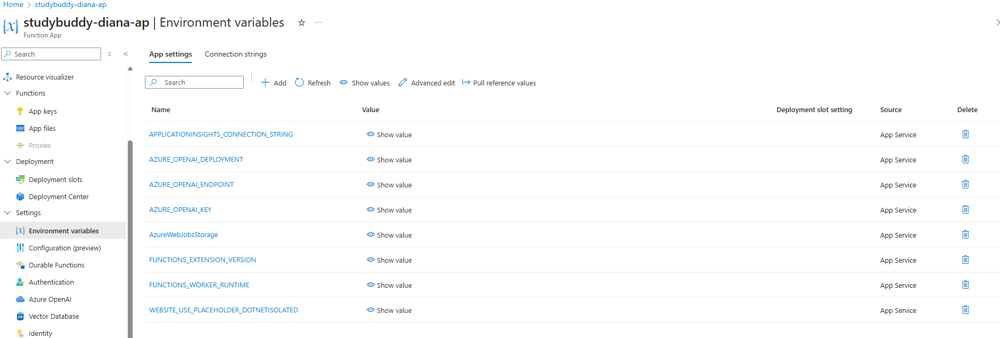 Home > studybuddy-diana-ap
studybuddy-diana-ap | Environment variables
Function App
Search
Resource visualizer
Functions
App keys
App files
Proxies
Deployment
Deployment slots
Deployment Center
Settings
Environment variables
Configuration (preview)
Durable Functions
Authentication
Azure OpenAI
Vector Database
Identity
App settings Connection strings
Search Add Refresh Show values Advanced edit Pull reference values
Name Value Deployment slot setting Source Delete
APPLICATIONINSIGHTS_CONNECTION_STRING Show value App Service
AZURE_OPENAI_DEPLOYMENT Show value App Service
AZURE_OPENAI_ENDPOINT Show value App Service
AZURE_OPENAI_KEY Show value App Service
AzureWebJobsStorage Show value App Service
FUNCTIONS_EXTENSION_VERSION Show value App Service
FUNCTIONS_WORKER_RUNTIME Show value App Service
WEBSITE_USE_PLACEHOLDER_DOTNETISOLATED Show value App Service